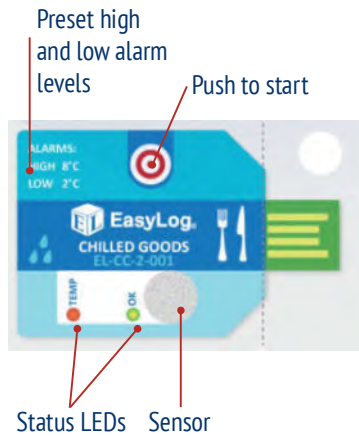 Preset high
and low alarm
levels
Push to start
ALARMS:
HIGH 8°C
LOW 2°C
EL EasyLog®
CHILLED GOODS
EL-CC-2-001
TEMP
OK
Status LEDs
Sensor